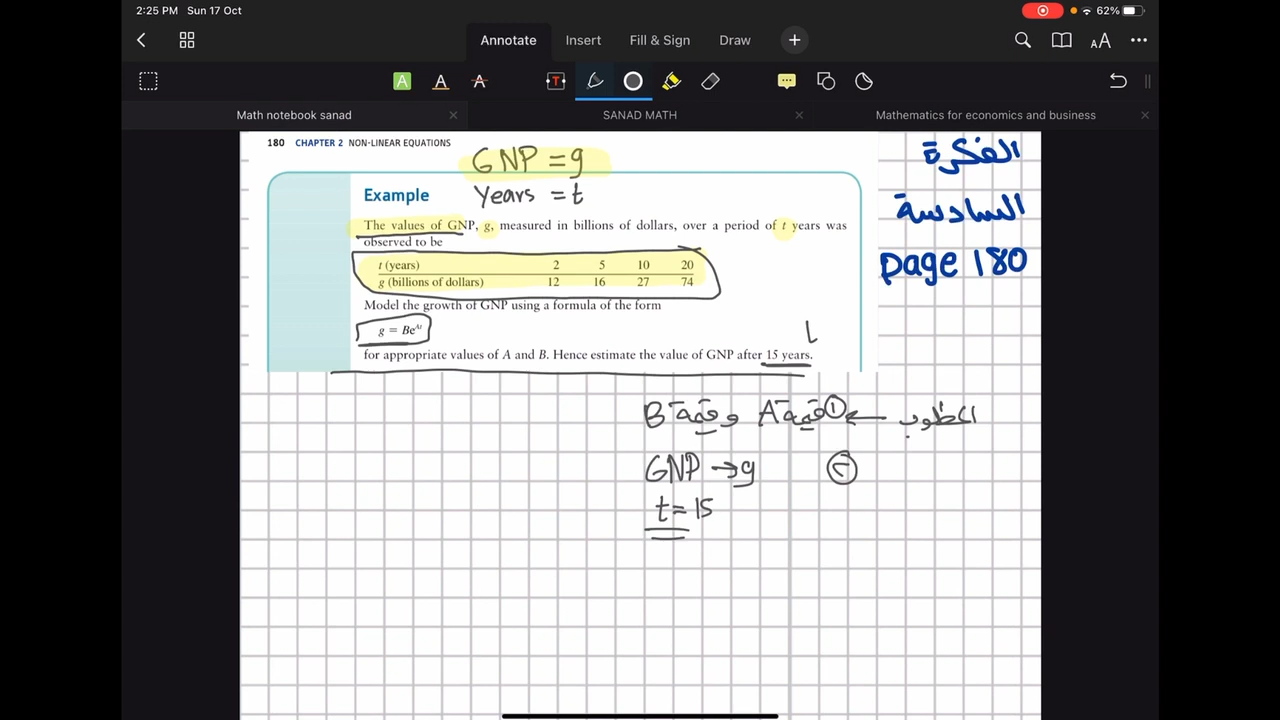 2:25 PM Sun 17 Oct
62%
Annotate Insert Fill & Sign Draw
Math notebook sanad
SANAD MATH
Mathematics for economics and business
180 CHAPTER 2 NON-LINEAR EQUATIONS
GNP = g
Years = t
Example
The values of GNP, g, measured in billions of dollars, over a period of t years was
observed to be
t (years) 2 5 10 20
g (billions of dollars) 12 16 27 74
Model the growth of GNP using a formula of the form
g = Be^{At}
for appropriate values of A and B. Hence estimate the value of GNP after 15 years.
الفكرة
السادسة
page 180
المطلوب ← ① قيمة A وقيمة B
② GNP → g
t = 15